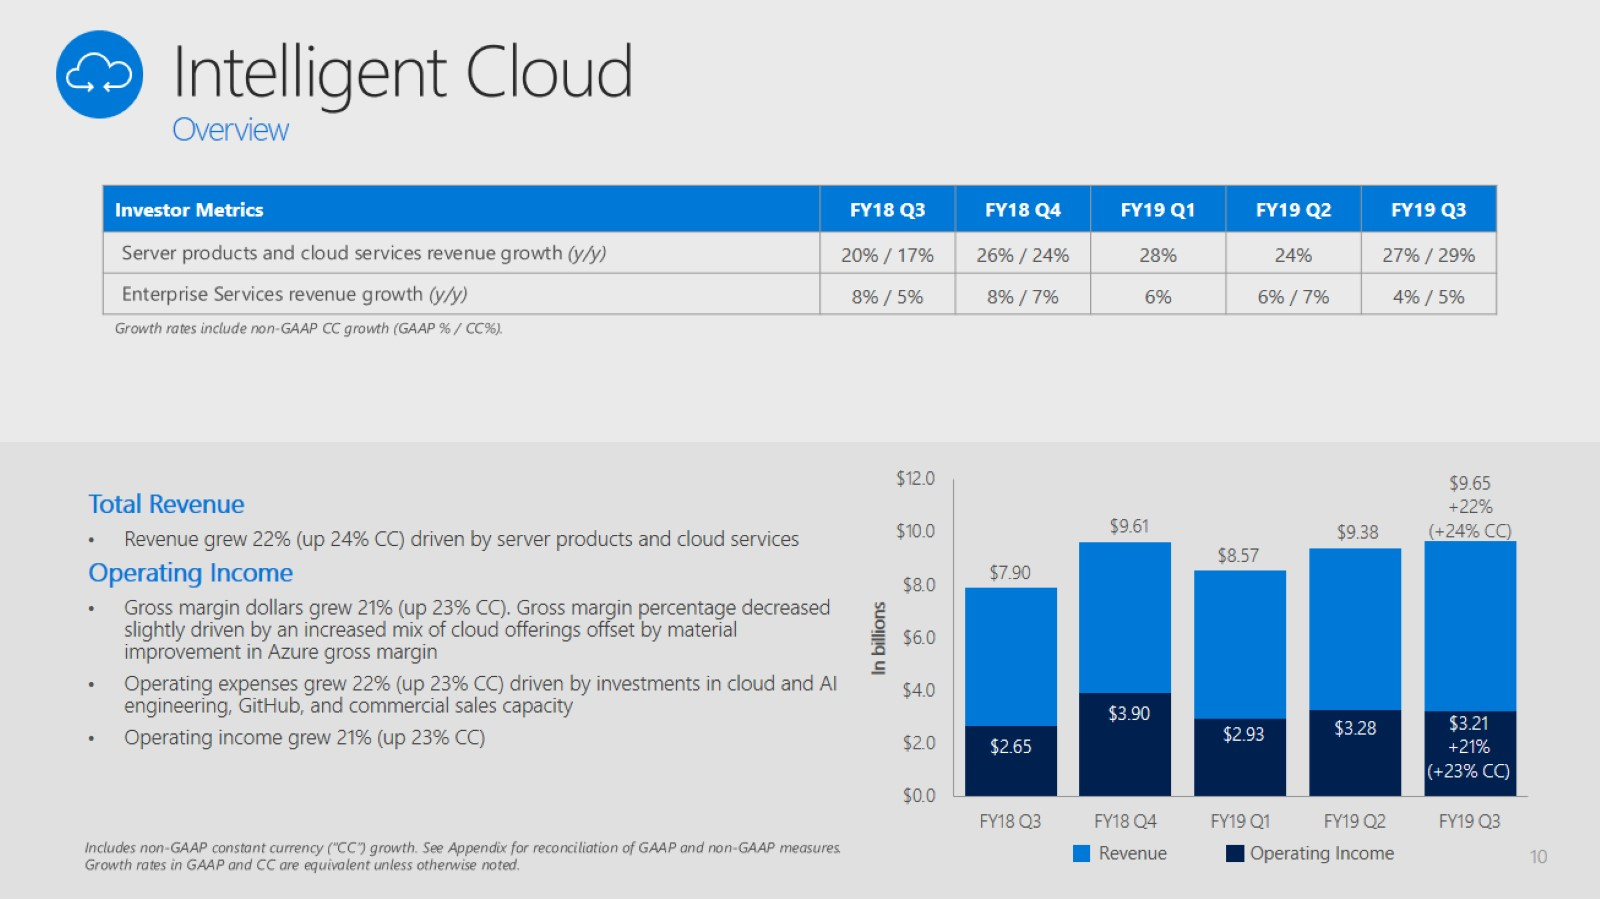 Intelligent Cloud
Overview
Investor Metrics FY18 Q3 FY18 Q4 FY19 Q1 FY19 Q2 FY19 Q3
Server products and cloud services revenue growth (y/y) 20% / 17% 26% / 24% 28% 24% 27% / 29%
Enterprise Services revenue growth (y/y) 8% / 5% 8% / 7% 6% 6% / 7% 4% / 5%
Growth rates include non-GAAP CC growth (GAAP % / CC%).
Total Revenue
• Revenue grew 22% (up 24% CC) driven by server products and cloud services
Operating Income
• Gross margin dollars grew 21% (up 23% CC). Gross margin percentage decreased
slightly driven by an increased mix of cloud offerings offset by material
improvement in Azure gross margin
• Operating expenses grew 22% (up 23% CC) driven by investments in cloud and AI
engineering, GitHub, and commercial sales capacity
• Operating income grew 21% (up 23% CC)
Includes non-GAAP constant currency ("CC") growth. See Appendix for reconciliation of GAAP and non-GAAP measures.
Growth rates in GAAP and CC are equivalent unless otherwise noted.
In billions
$12.0
$10.0
$8.0
$6.0
$4.0
$2.0
$0.0
$7.90
$9.61
$8.57
$9.38
$9.65
+22%
(+24% CC)
$2.65
$3.90
$2.93
$3.28
$3.21
+21%
(+23% CC)
FY18 Q3 FY18 Q4 FY19 Q1 FY19 Q2 FY19 Q3
Revenue Operating Income
10